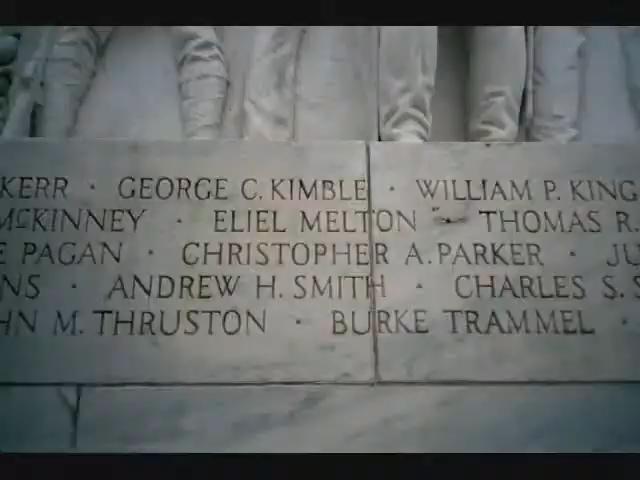 KERR · GEORGE C. KIMBLE · WILLIAM P. KING
MCKINNEY · ELIEL MELTON · THOMAS R.
E PAGAN · CHRISTOPHER A. PARKER · JU
NS · ANDREW H. SMITH · CHARLES S. S
HN M. THRUSTON · BURKE TRAMMEL ·